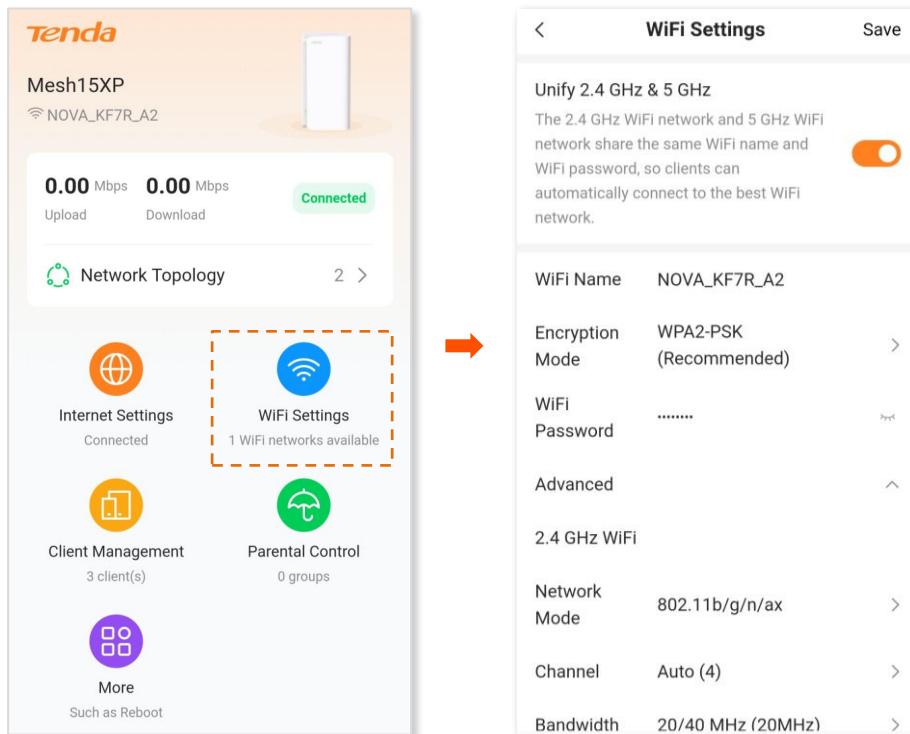 Tenda
Mesh15XP
NOVA_KF7R_A2
0.00 Mbps 0.00 Mbps
Upload Download
Connected
Network Topology 2
Internet Settings
Connected
WiFi Settings
1 WiFi networks available
Client Management
3 client(s)
Parental Control
0 groups
More
Such as Reboot
WiFi Settings Save
Unify 2.4 GHz & 5 GHz
The 2.4 GHz WiFi network and 5 GHz WiFi
network share the same WiFi name and
WiFi password, so clients can
automatically connect to the best WiFi
network.
WiFi Name NOVA_KF7R_A2
Encryption
Mode
WPA2-PSK
(Recommended)
WiFi
Password
••••••••
Advanced
2.4 GHz WiFi
Network
Mode
802.11b/g/n/ax
Channel Auto (4)
Bandwidth 20/40 MHz (20MHz)